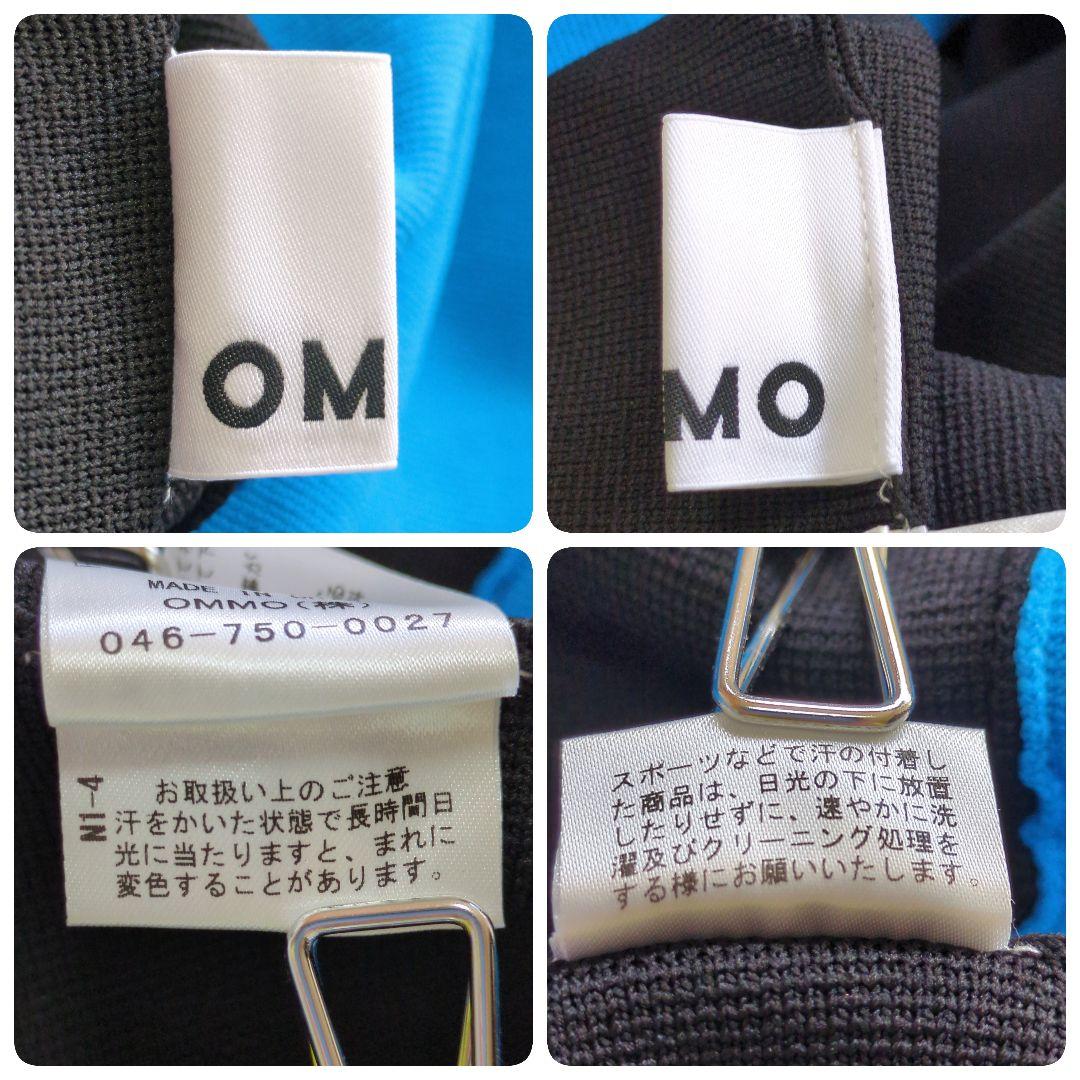 OM
MO
MADE IN
OMMO(株)
046-750-0027
N1-4
お取扱い上のご注意
汗をかいた状態で長時間日
光に当たりますと、まれに
変色することがあります。
スポーツなどで汗の付着し
た商品は、日光の下に放置
したりせずに、速やかに洗
濯及びクリーニング処理を
する様にお願いいたします。